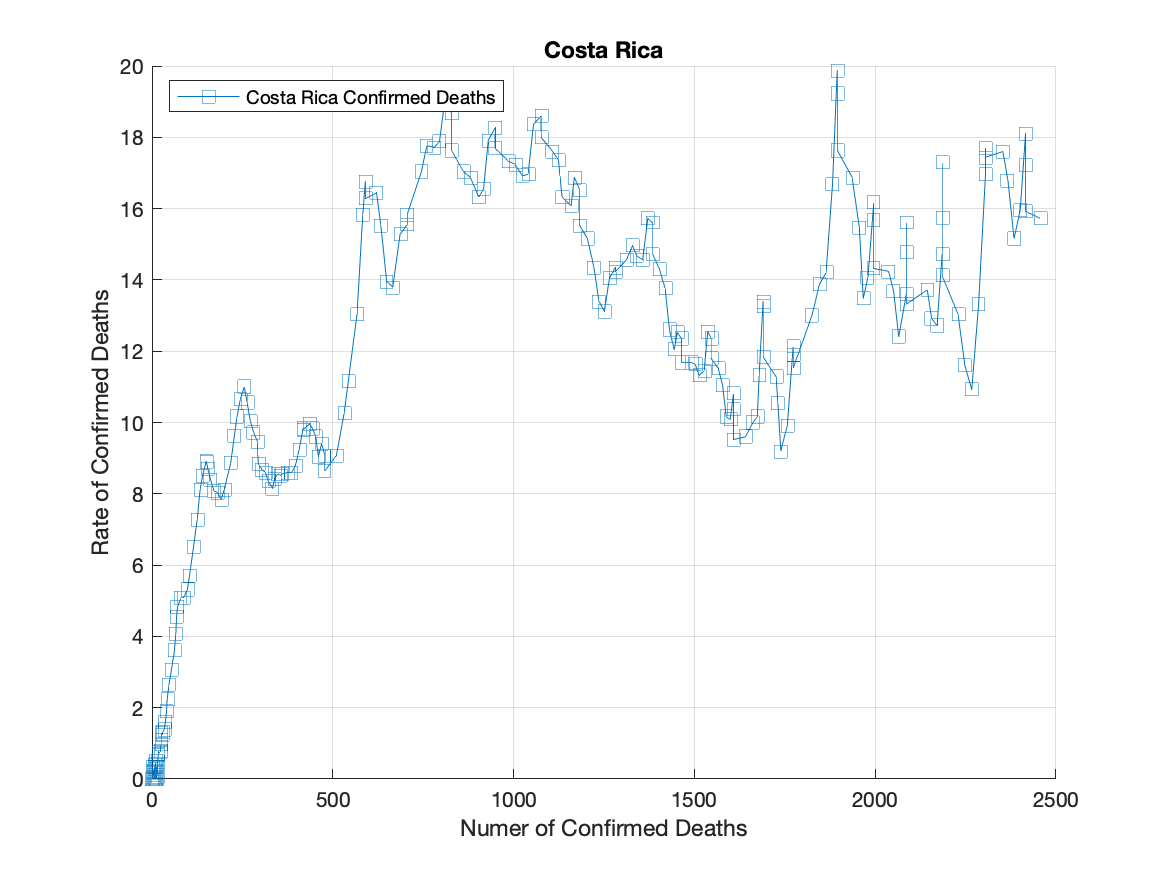 Costa Rica
Costa Rica Confirmed Deaths
20
18
16
14
12
10
8
6
4
2
0
Rate of Confirmed Deaths
0 500 1000 1500 2000 2500
Numer of Confirmed Deaths